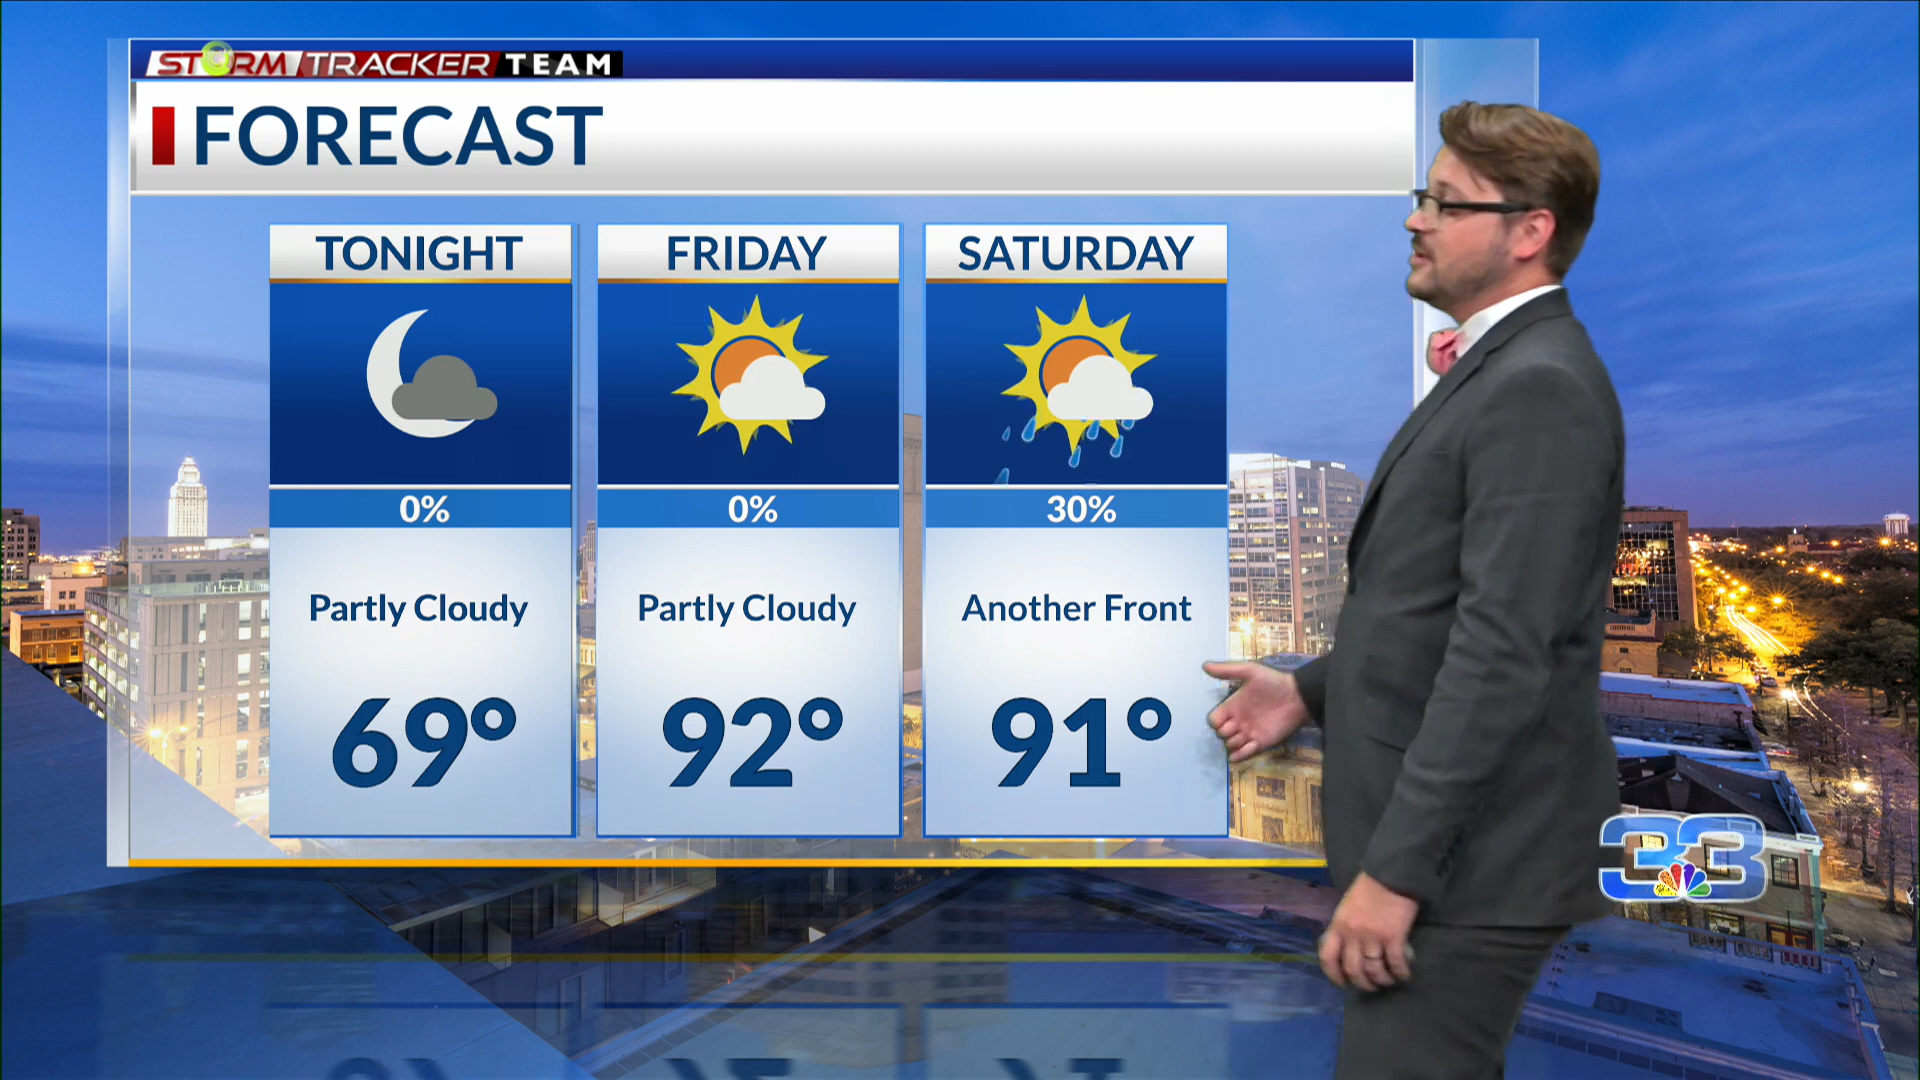 STORM TRACKER TEAM
FORECAST
TONIGHT
0%
Partly Cloudy
69°
FRIDAY
0%
Partly Cloudy
92°
SATURDAY
30%
Another Front
91°
33